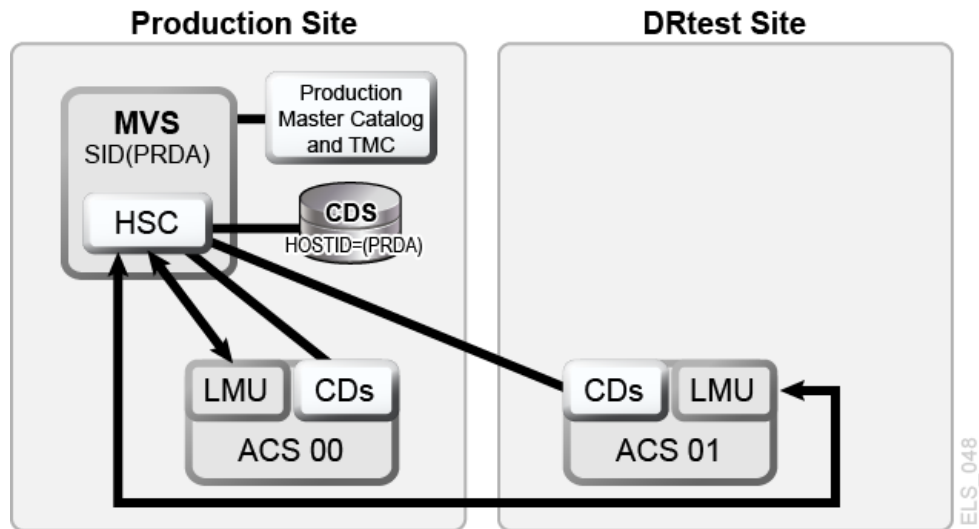 Production Site
DRtest Site
MVS
SID(PRDA)
HSC
Production
Master Catalog
and TMC
CDS
HOSTID=(PRDA)
LMU
CDs
ACS 00
CDs
LMU
ACS 01
ELS_048